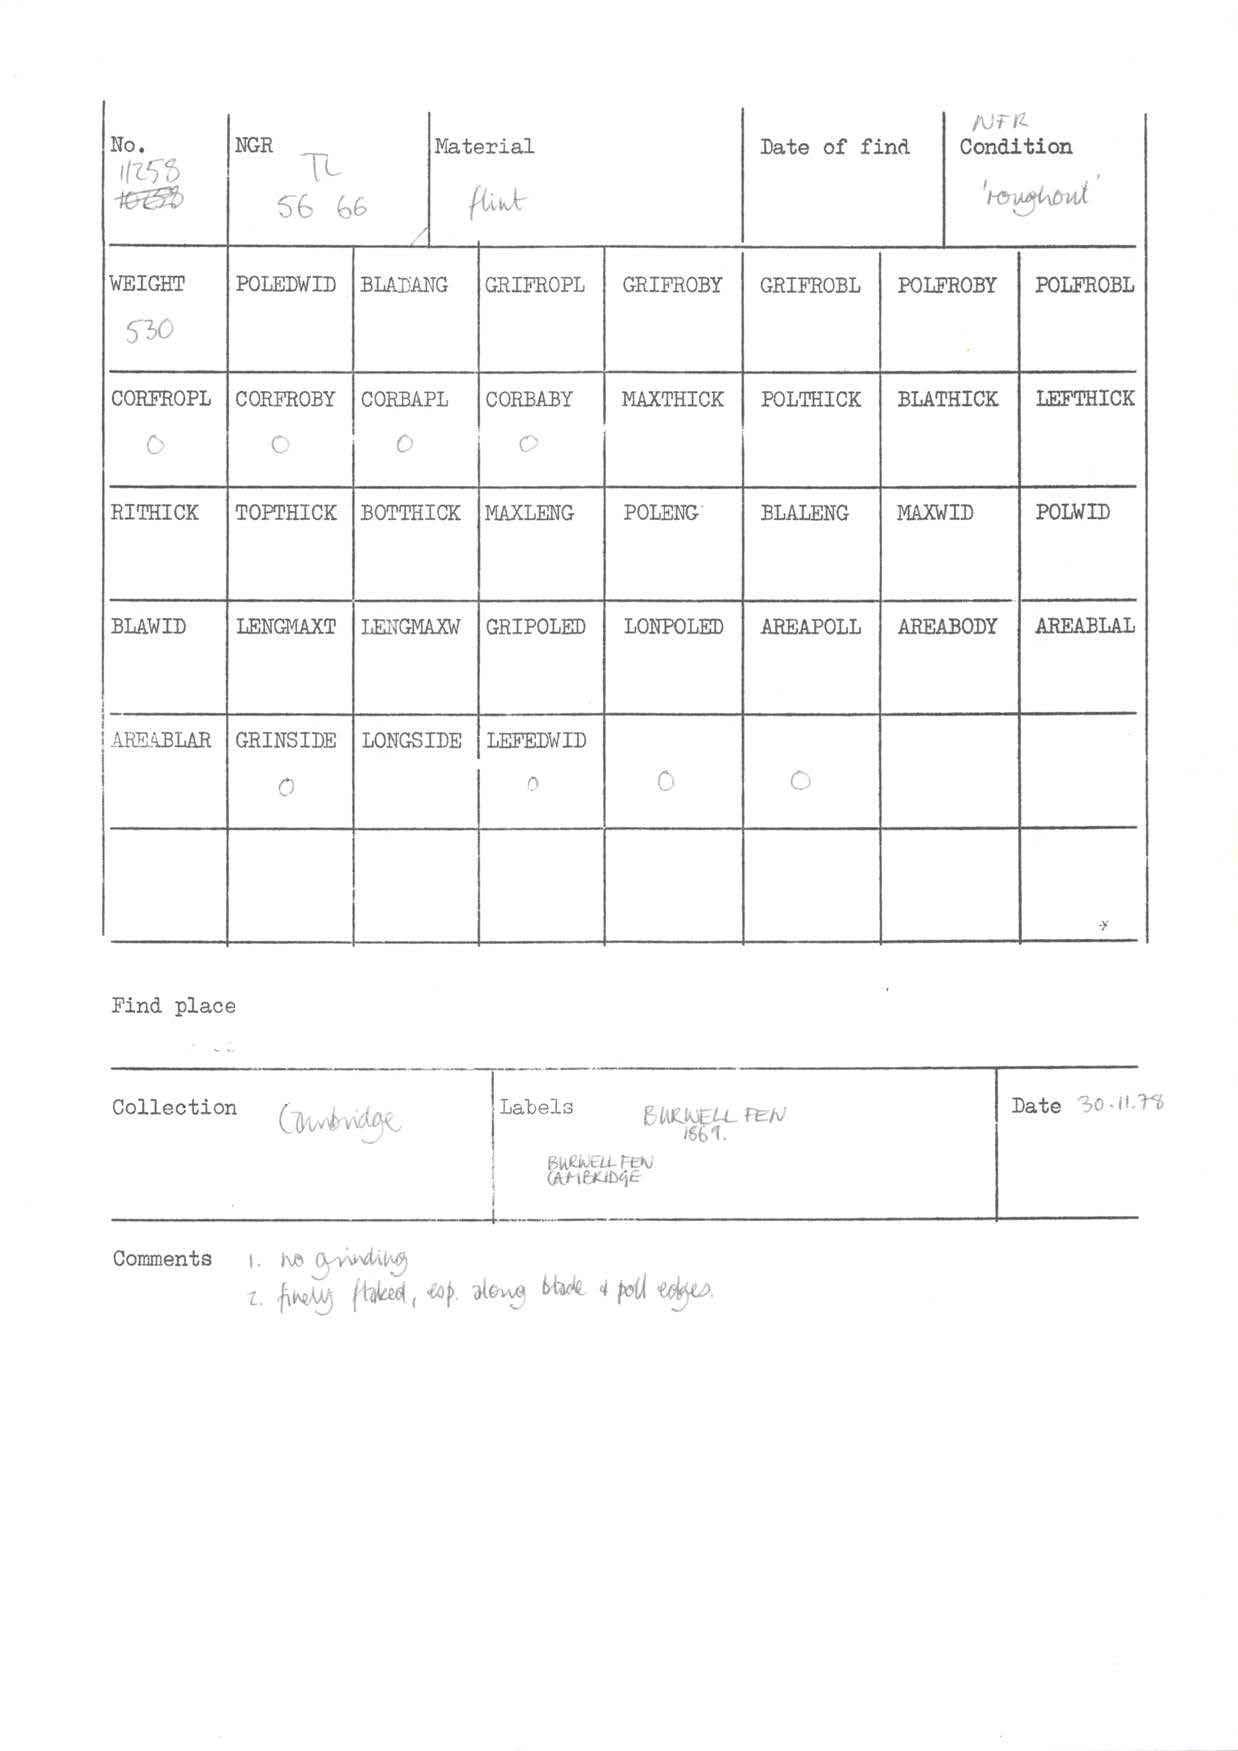 No. NGR Material Date of find NFR
Condition
11258 TL
56 66 flint 'roughout'
WEIGHT POLEDWID BLADANG GRIFROPL GRIFROBY GRIFROBL POLFROBY POLFROBL
530
CORFROPL CORFROBY CORBAPL CORBABY MAXTHICK POLTHICK BLATHICK LEFTHICK
0 0 0 0
RITHICK TOPTHICK BOTTHICK MAXLENG POLENG BLALENG MAXWID POLWID
BLAWID LENGMAXT LENGMAXW GRIPOLED LONPOLED AREAPOLL AREABODY AREABLAL
AREABLAR GRINSIDE LONGSIDE LEFEDWID
0 0 0 0
*
Find place
Collection Cambridge Labels BURWELL FEN Date 30.11.78
1869.
BURWELL FEN
CAMBRIDGE
Comments 1. no grinding
2. finely flaked, esp. along blade & poll edges.